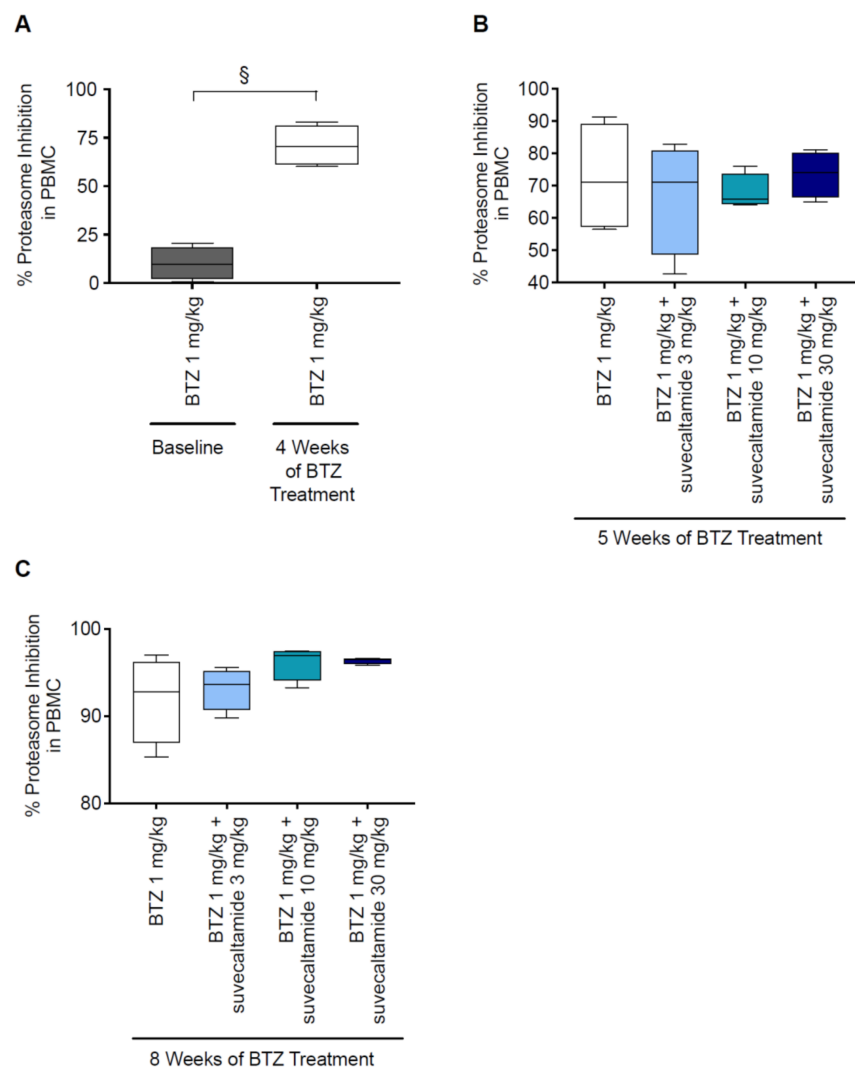 A
% Proteasome Inhibition
in PBMC
100
75
50
25
0
§
BTZ 1 mg/kg
BTZ 1 mg/kg
Baseline
4 Weeks
of BTZ
Treatment
B
% Proteasome Inhibition
in PBMC
100
90
80
70
60
50
40
BTZ 1 mg/kg
BTZ 1 mg/kg +
suvecaltamide 3 mg/kg
BTZ 1 mg/kg +
suvecaltamide 10 mg/kg
BTZ 1 mg/kg +
suvecaltamide 30 mg/kg
5 Weeks of BTZ Treatment
C
% Proteasome Inhibition
in PBMC
100
90
80
BTZ 1 mg/kg
BTZ 1 mg/kg +
suvecaltamide 3 mg/kg
BTZ 1 mg/kg +
suvecaltamide 10 mg/kg
BTZ 1 mg/kg +
suvecaltamide 30 mg/kg
8 Weeks of BTZ Treatment